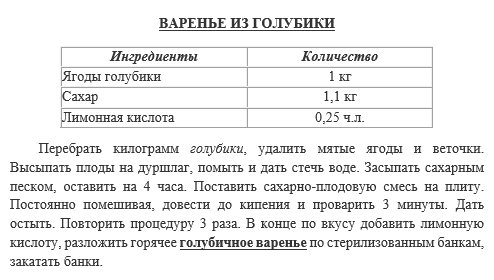 ВАРЕНЬЕ ИЗ ГОЛУБИКИ
Ингредиенты Количество
Ягоды голубики 1 кг
Сахар 1,1 кг
Лимонная кислота 0,25 ч.л.
Перебрать килограмм голубики, удалить мятые ягоды и веточки.
Высыпать плоды на дуршлаг, помыть и дать стечь воде. Засыпать сахарным
песком, оставить на 4 часа. Поставить сахарно-плодовую смесь на плиту.
Постоянно помешивая, довести до кипения и проварить 3 минуты. Дать
остыть. Повторить процедуру 3 раза. В конце по вкусу добавить лимонную
кислоту, разложить горячее голубичное варенье по стерилизованным банкам,
закатать банки.